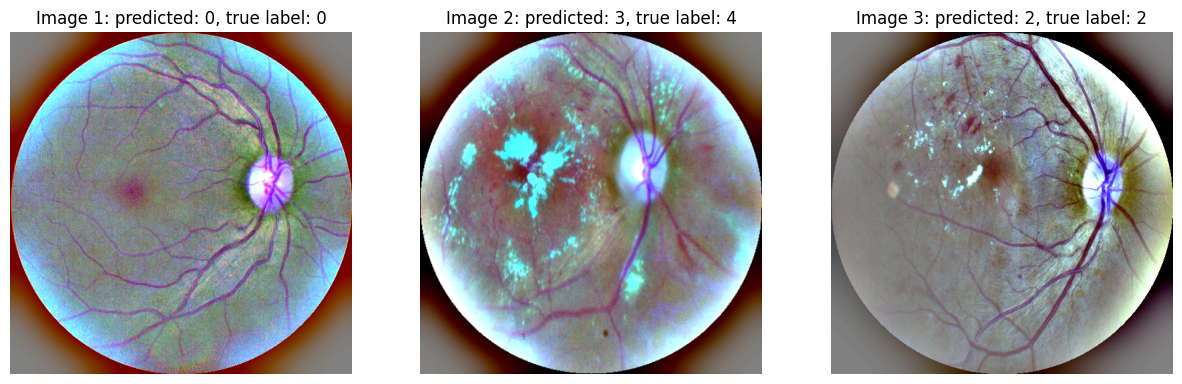 Image 1: predicted: 0, true label: 0
Image 2: predicted: 3, true label: 4
Image 3: predicted: 2, true label: 2